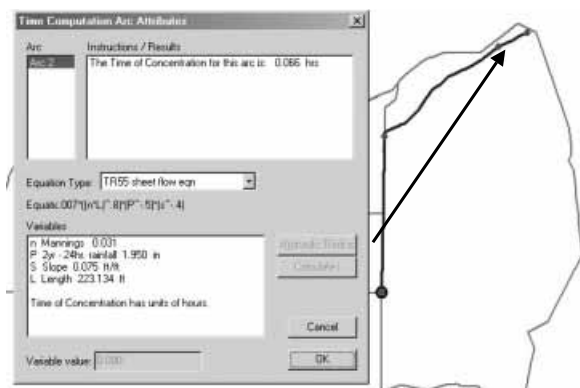 Time Computation Arc Attributes
Arc
Instructions / Results
Arc 2
The Time of Concentration for this arc is: 0.066 hrs
Equation Type:
TR55 sheet flow eqn
n Mannings 0.031
P 2yr - 24hr rainfall 1.950 in
S Slope 0.075 ft/ft
L Length 223.134 ft
Time of Concentration has units of hours
Variables
Cancel
Variable value:
0.000
OK